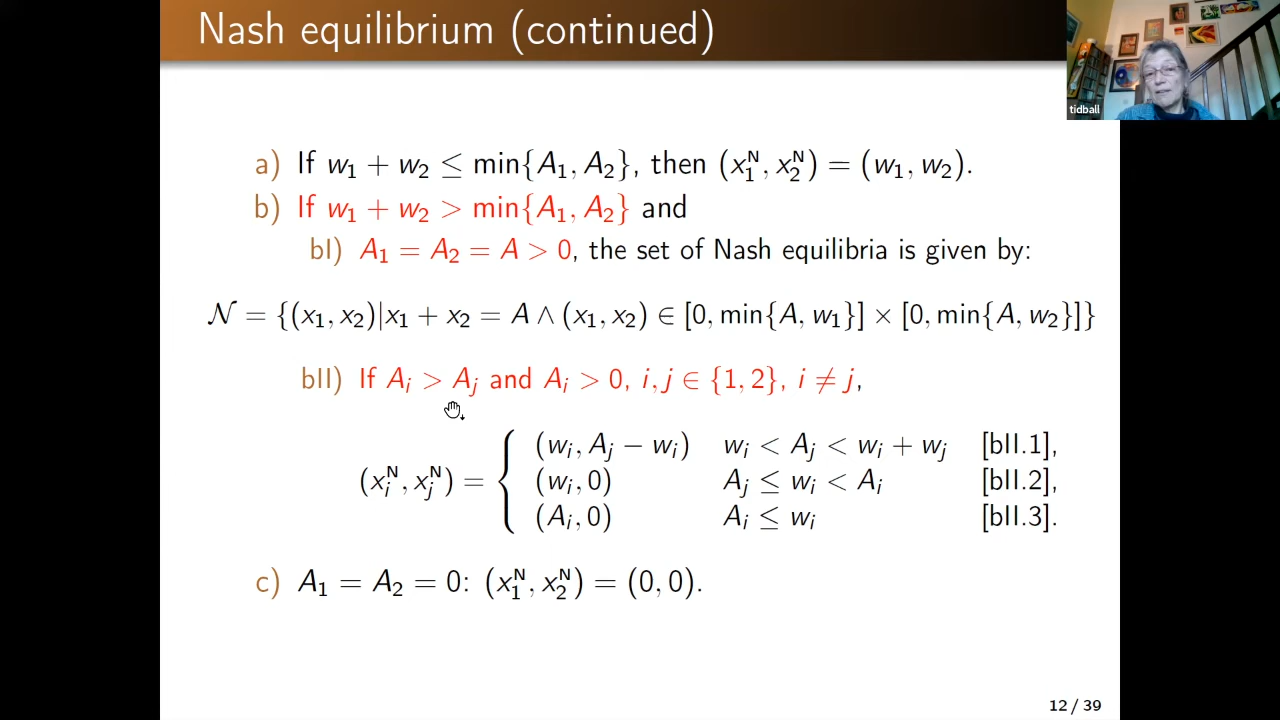 Nash equilibrium (continued)
tidball
a) If w₁ + w₂ ≤ min{A₁, A₂}, then (x₁ᴺ, x₂ᴺ) = (w₁, w₂).
b) If w₁ + w₂ > min{A₁, A₂} and
bI) A₁ = A₂ = A > 0, the set of Nash equilibria is given by:
𝒩 = {(x₁, x₂)|x₁ + x₂ = A ∧ (x₁, x₂) ∈ [0, min{A, w₁}] × [0, min{A, w₂}]}
bII) If Aᵢ > Aⱼ and Aᵢ > 0, i, j ∈ {1, 2}, i ≠ j,
(xᵢᴺ, xⱼᴺ) = {
(wᵢ, Aⱼ − wᵢ) wᵢ < Aⱼ < wᵢ + wⱼ [bII.1],
(wᵢ, 0) Aⱼ ≤ wᵢ < Aᵢ [bII.2],
(Aᵢ, 0) Aᵢ ≤ wᵢ [bII.3].
c) A₁ = A₂ = 0: (x₁ᴺ, x₂ᴺ) = (0, 0).
12 / 39